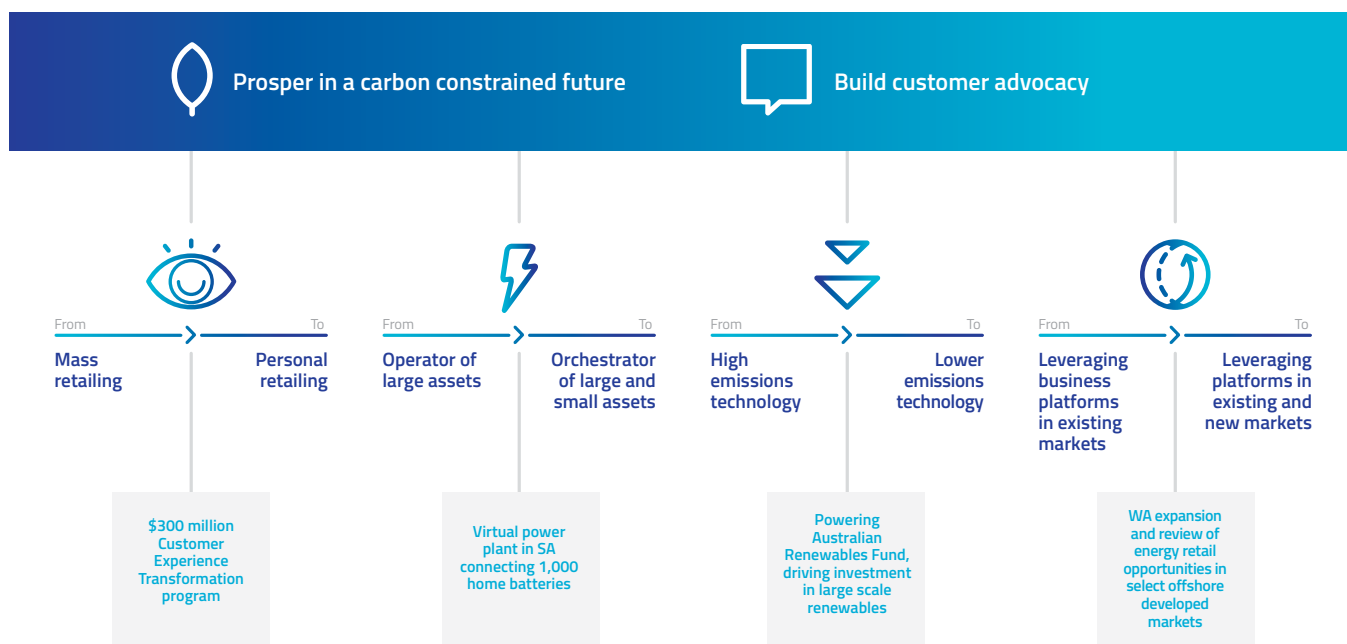 Prosper in a carbon constrained future
Build customer advocacy
From
To
Mass
retailing
Personal
retailing
$300 million
Customer
Experience
Transformation
program
From
To
Operator of
large assets
Orchestrator
of large and
small assets
Virtual power
plant in SA
connecting 1,000
home batteries
From
To
High
emissions
technology
Lower
emissions
technology
Powering
Australian
Renewables Fund,
driving investment
in large scale
renewables
From
To
Leveraging
business
platforms
in existing
markets
Leveraging
platforms in
existing and
new markets
WA expansion
and review of
energy retail
opportunities in
select offshore
developed
markets